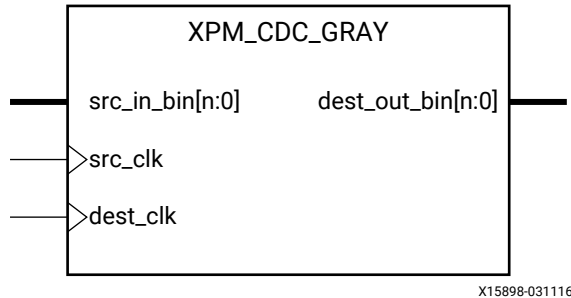 XPM_CDC_GRAY
src_in_bin[n:0] dest_out_bin[n:0]
src_clk
dest_clk
X15898-031116